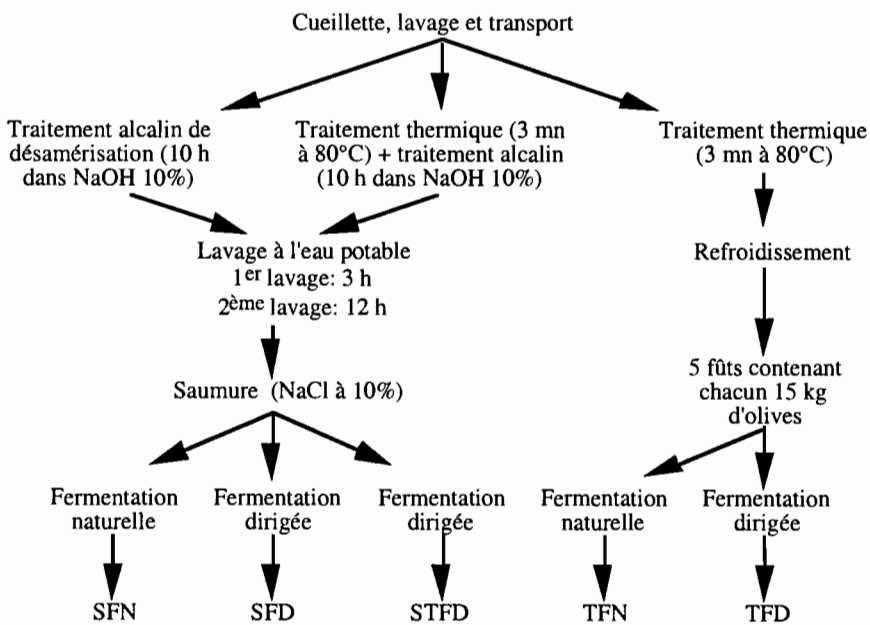 Cueillette, lavage et transport
Traitement alcalin de
désamérisation (10 h
dans NaOH 10%)
Traitement thermique (3 mn
à 80°C) + traitement alcalin
(10 h dans NaOH 10%)
Traitement thermique
(3 mn à 80°C)
Lavage à l'eau potable
1er lavage: 3 h
2ème lavage: 12 h
Refroidissement
Saumure (NaCl à 10%)
5 fûts contenant
chacun 15 kg
d'olives
Fermentation
naturelle
Fermentation
dirigée
Fermentation
dirigée
Fermentation
naturelle
Fermentation
dirigée
SFN
SFD
STFD
TFN
TFD